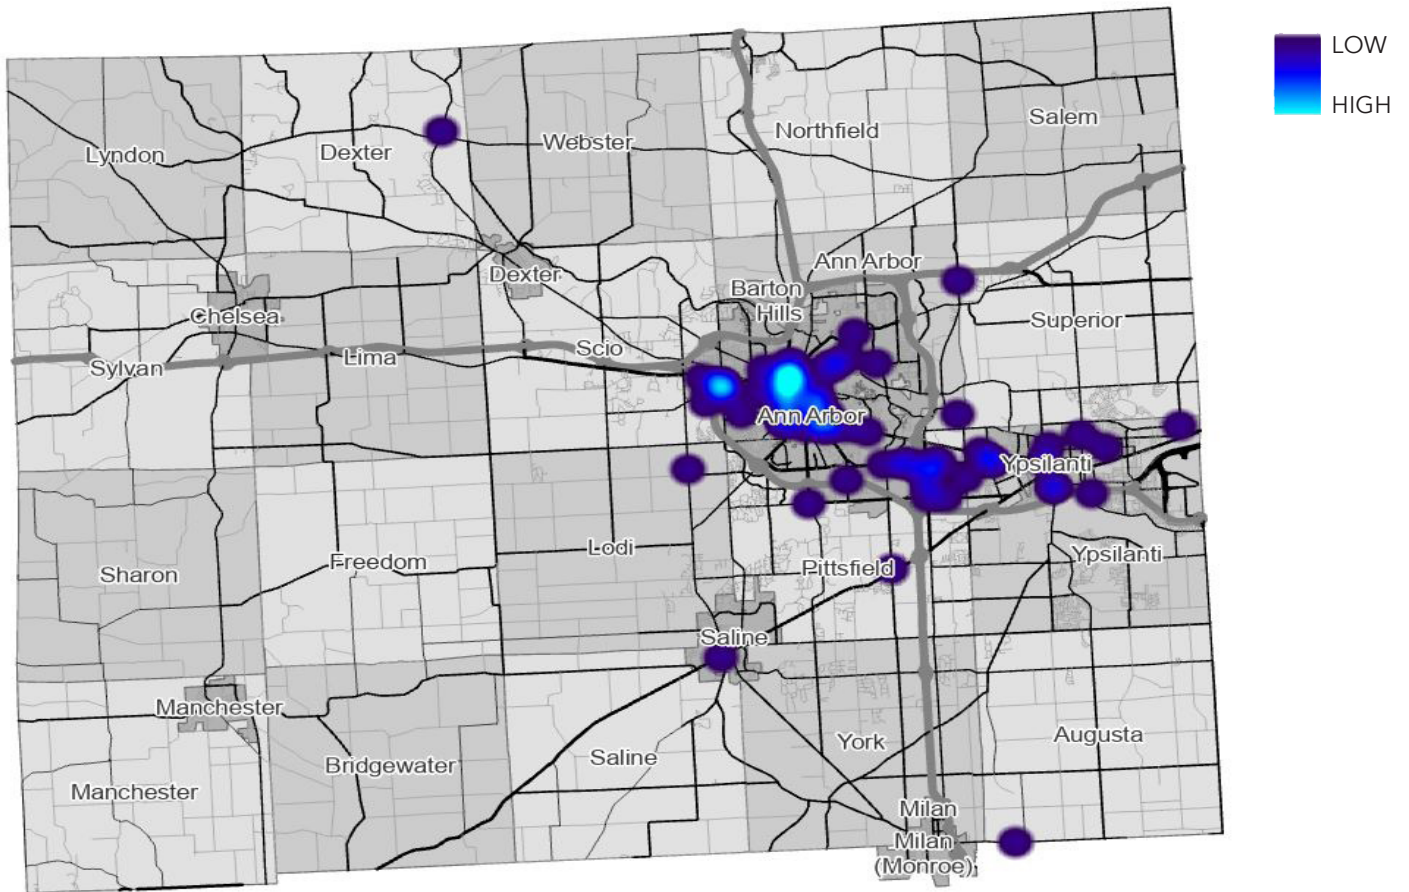 LOW
HIGH
Salem
Northfield
Webster
Dexter
Lyndon
Ann Arbor
Dexter
Barton
Hills
Chelsea
Superior
Scio
Lima
Sylvan
Ann Arbor
Ypsilanti
Lodi
Ypsilanti
Freedom
Pittsfield
Sharon
Saline
Manchester
Augusta
York
Saline
Bridgewater
Manchester
Milan
Milan
(Monroe)